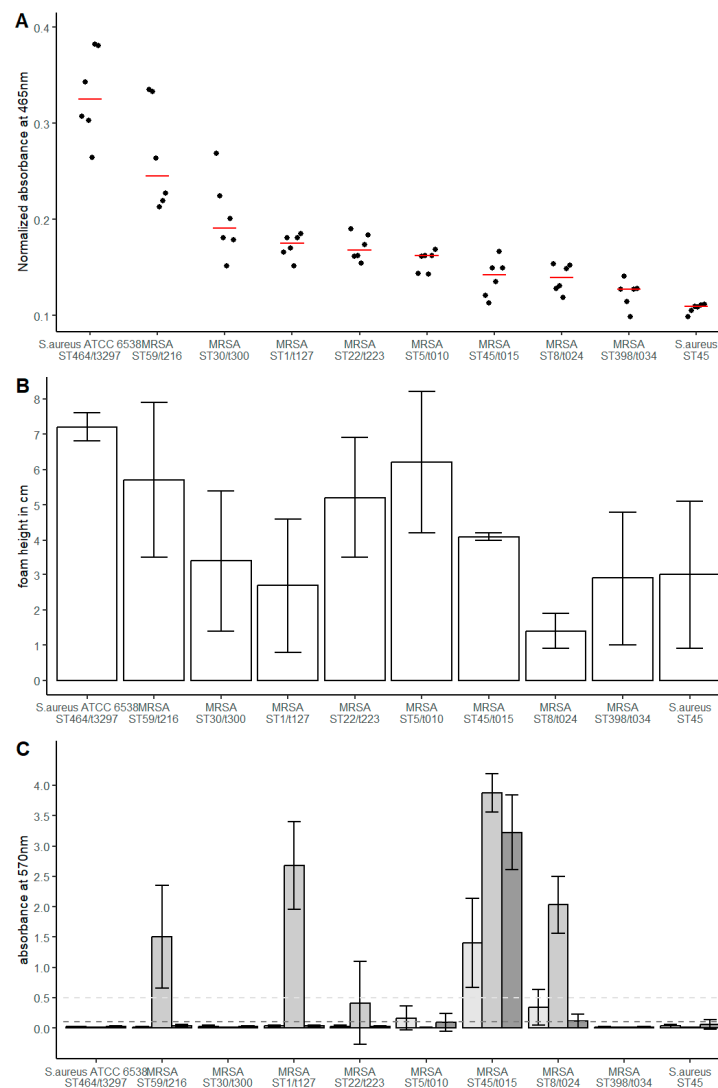 A
Normalized absorbance at 465nm
0.4
0.3
0.2
0.1
S.aureus ATCC 6538 MRSA MRSA MRSA MRSA MRSA MRSA MRSA MRSA S.aureus
ST464/t3297 ST59/t216 ST30/t300 ST1/t127 ST22/t223 ST5/t010 ST45/t015 ST8/t024 ST398/t034 ST45
B
foam height in cm
8
7
6
5
4
3
2
1
0
S.aureus ATCC 6538 MRSA MRSA MRSA MRSA MRSA MRSA MRSA MRSA S.aureus
ST464/t3297 ST59/t216 ST30/t300 ST1/t127 ST22/t223 ST5/t010 ST45/t015 ST8/t024 ST398/t034 ST45
C
absorbance at 570nm
4.0
3.5
3.0
2.5
2.0
1.5
1.0
0.5
0.0
S.aureus ATCC 6538 MRSA MRSA MRSA MRSA MRSA MRSA MRSA MRSA S.aureus
ST464/t3297 ST59/t216 ST30/t300 ST1/t127 ST22/t223 ST5/t010 ST45/t015 ST8/t024 ST398/t034 ST45